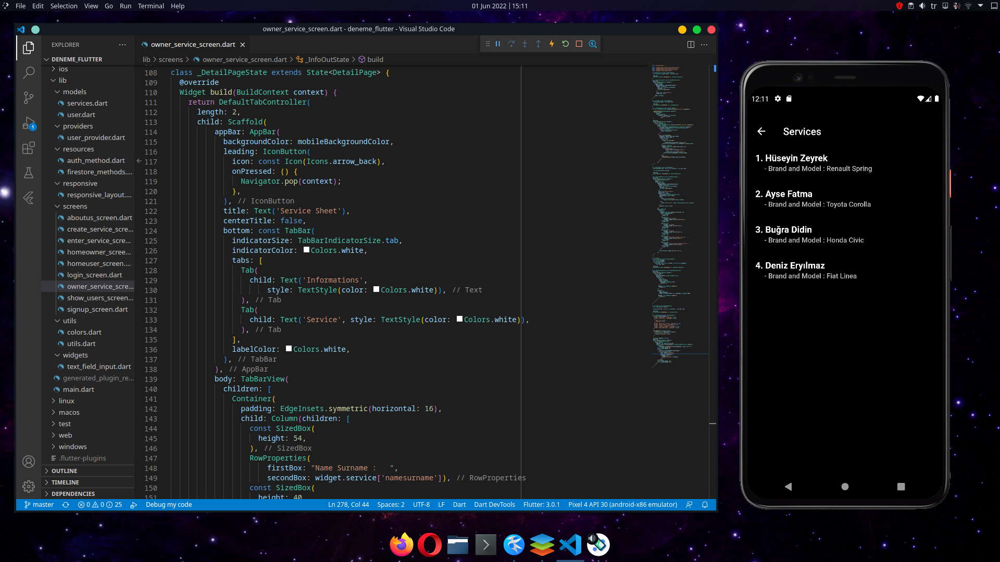 File Edit Selection View Go Run Terminal Help
01 Jun 2022 | 15:11
tr
owner_service_screen.dart - deneme_flutter - Visual Studio Code
EXPLORER
DENEME_FLUTTER
ios
lib
models
services.dart
user.dart
providers
user_provider.dart
resources
auth_method.dart
firestore_methods....
responsive
responsive_layout....
screens
aboutus_screen.dart
create_service_scre...
enter_service_scre...
homeowner_scree...
homeuser_screen....
login_screen.dart
owner_service_scre...
show_users_screen...
signup_screen.dart
utils
colors.dart
utils.dart
widgets
text_field_input.dart
generated_plugin_re...
main.dart
linux
macos
test
web
windows
.flutter-plugins
OUTLINE
TIMELINE
DEPENDENCIES
1
owner_service_screen.dart
lib > screens > owner_service_screen.dart > _InfoOutState > build
108 class _DetailPageState extends State<DetailPage> {
109 @override
110 Widget build(BuildContext context) {
111 return DefaultTabController(
112 length: 2,
113 child: Scaffold(
114 appBar: AppBar(
115 backgroundColor: mobileBackgroundColor,
116 leading: IconButton(
117 icon: const Icon(Icons.arrow_back),
118 onPressed: () {
119 Navigator.pop(context);
120 },
121 ), // IconButton
122 title: Text('Service Sheet'),
123 centerTitle: false,
124 bottom: const TabBar(
125 indicatorSize: TabBarIndicatorSize.tab,
126 indicatorColor: Colors.white,
127 tabs: [
128 Tab(
129 child: Text('Informations',
130 style: TextStyle(color: Colors.white)), // Text
131 ), // Tab
132 Tab(
133 child: Text('Service', style: TextStyle(color: Colors.white)),
134 ), // Tab
135 ],
136 labelColor: Colors.white,
137 ), // TabBar
138 ), // AppBar
139 body: TabBarView(
140 children: [
141 Container(
142 padding: EdgeInsets.symmetric(horizontal: 16),
143 child: Column(children: [
144 const SizedBox(
145 height: 54,
146 ), // SizedBox
147 RowProperties(
148 firstBox: "Name Surname :   ",
149 secondBox: widget.service['namesurname']), // RowProperties
150 const SizedBox(
151 height: 40
master 0 0 25 Debug my code Ln 278, Col 44 Spaces: 2 UTF-8 LF Dart Dart DevTools Flutter: 3.0.1 Pixel 4 API 30 (android-x86 emulator)
12:11
Services
1. Hüseyin Zeyrek
- Brand and Model : Renault Spring
2. Ayse Fatma
- Brand and Model : Toyota Corolla
3. Buğra Didin
- Brand and Model : Honda Civic
4. Deniz Eryılmaz
- Brand and Model : Fiat Linea